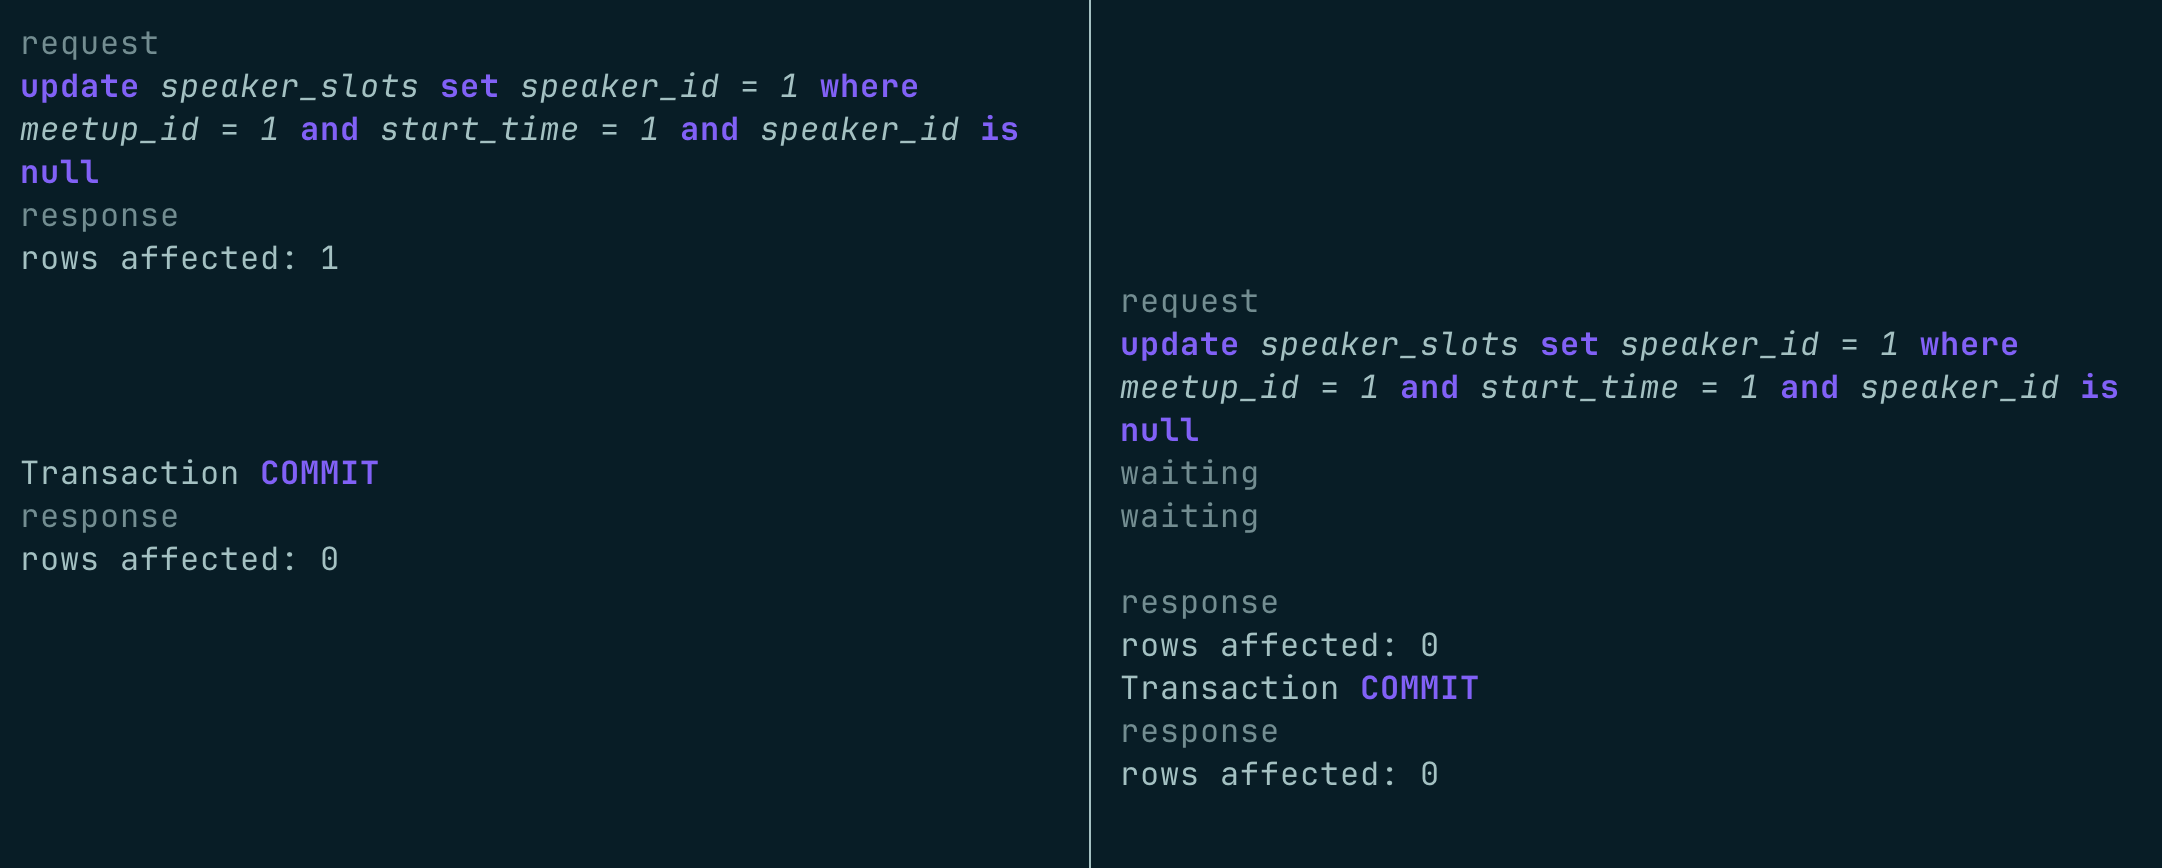 request
update speaker_slots set speaker_id = 1 where
meetup_id = 1 and start_time = 1 and speaker_id is
null
response
rows affected: 1
Transaction COMMIT
response
rows affected: 0
request
update speaker_slots set speaker_id = 1 where
meetup_id = 1 and start_time = 1 and speaker_id is
null
waiting
waiting
response
rows affected: 0
Transaction COMMIT
response
rows affected: 0